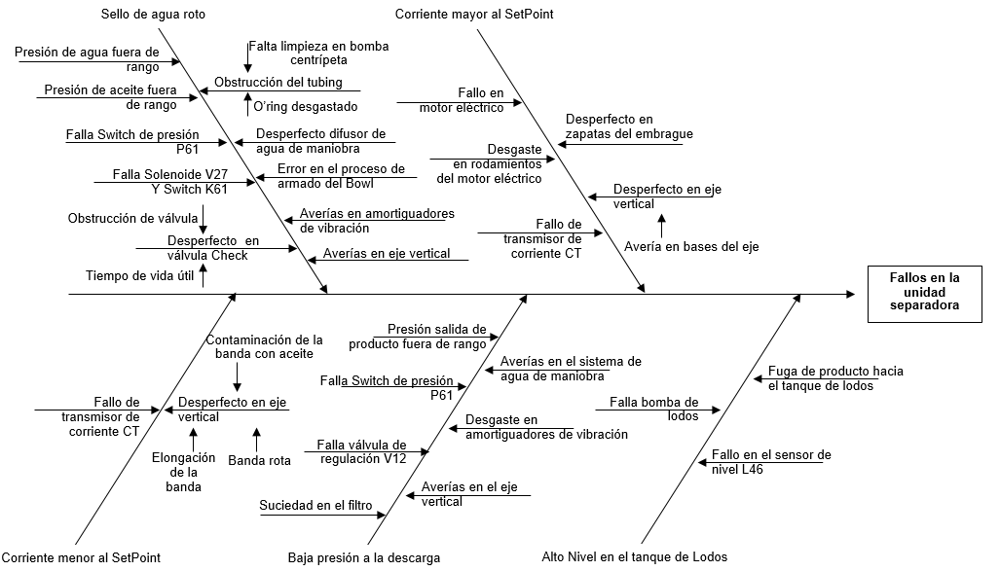 Sello de agua roto
Corriente mayor al SetPoint
Presión de agua fuera de
rango
Falta limpieza en bomba
centrípeta
Obstrucción del tubing
Presión de aceite fuera
de rango
O’ring desgastado
Falla Switch de presión
P61
Desperfecto difusor de
agua de maniobra
Falla Solenoide V27
Y Switch K61
Error en el proceso de
armado del Bowl
Obstrucción de válvula
Averías en amortiguadores
de vibración
Desperfecto en
válvula Check
Averías en eje vertical
Tiempo de vida útil
Fallo en
motor eléctrico
Desperfecto en
zapatas del embrague
Desgaste
en rodamientos
del motor eléctrico
Desperfecto en eje
vertical
Fallo de
transmisor de
corriente CT
Avería en bases del eje
Fallos en la
unidad
separadora
Contaminación de la
banda con aceite
Fallo de
transmisor de
corriente CT
Desperfecto en eje
vertical
Elongación
de la
banda
Banda rota
Presión salida de
producto fuera de rango
Averías en el sistema de
agua de maniobra
Falla Switch de presión
P61
Desgaste en
amortiguadores de vibración
Falla válvula de
regulación V12
Averías en el eje
vertical
Suciedad en el filtro
Fuga de producto hacia
el tanque de lodos
Falla bomba de
lodos
Fallo en el sensor de
nivel L46
Corriente menor al SetPoint
Baja presión a la descarga
Alto Nivel en el tanque de Lodos